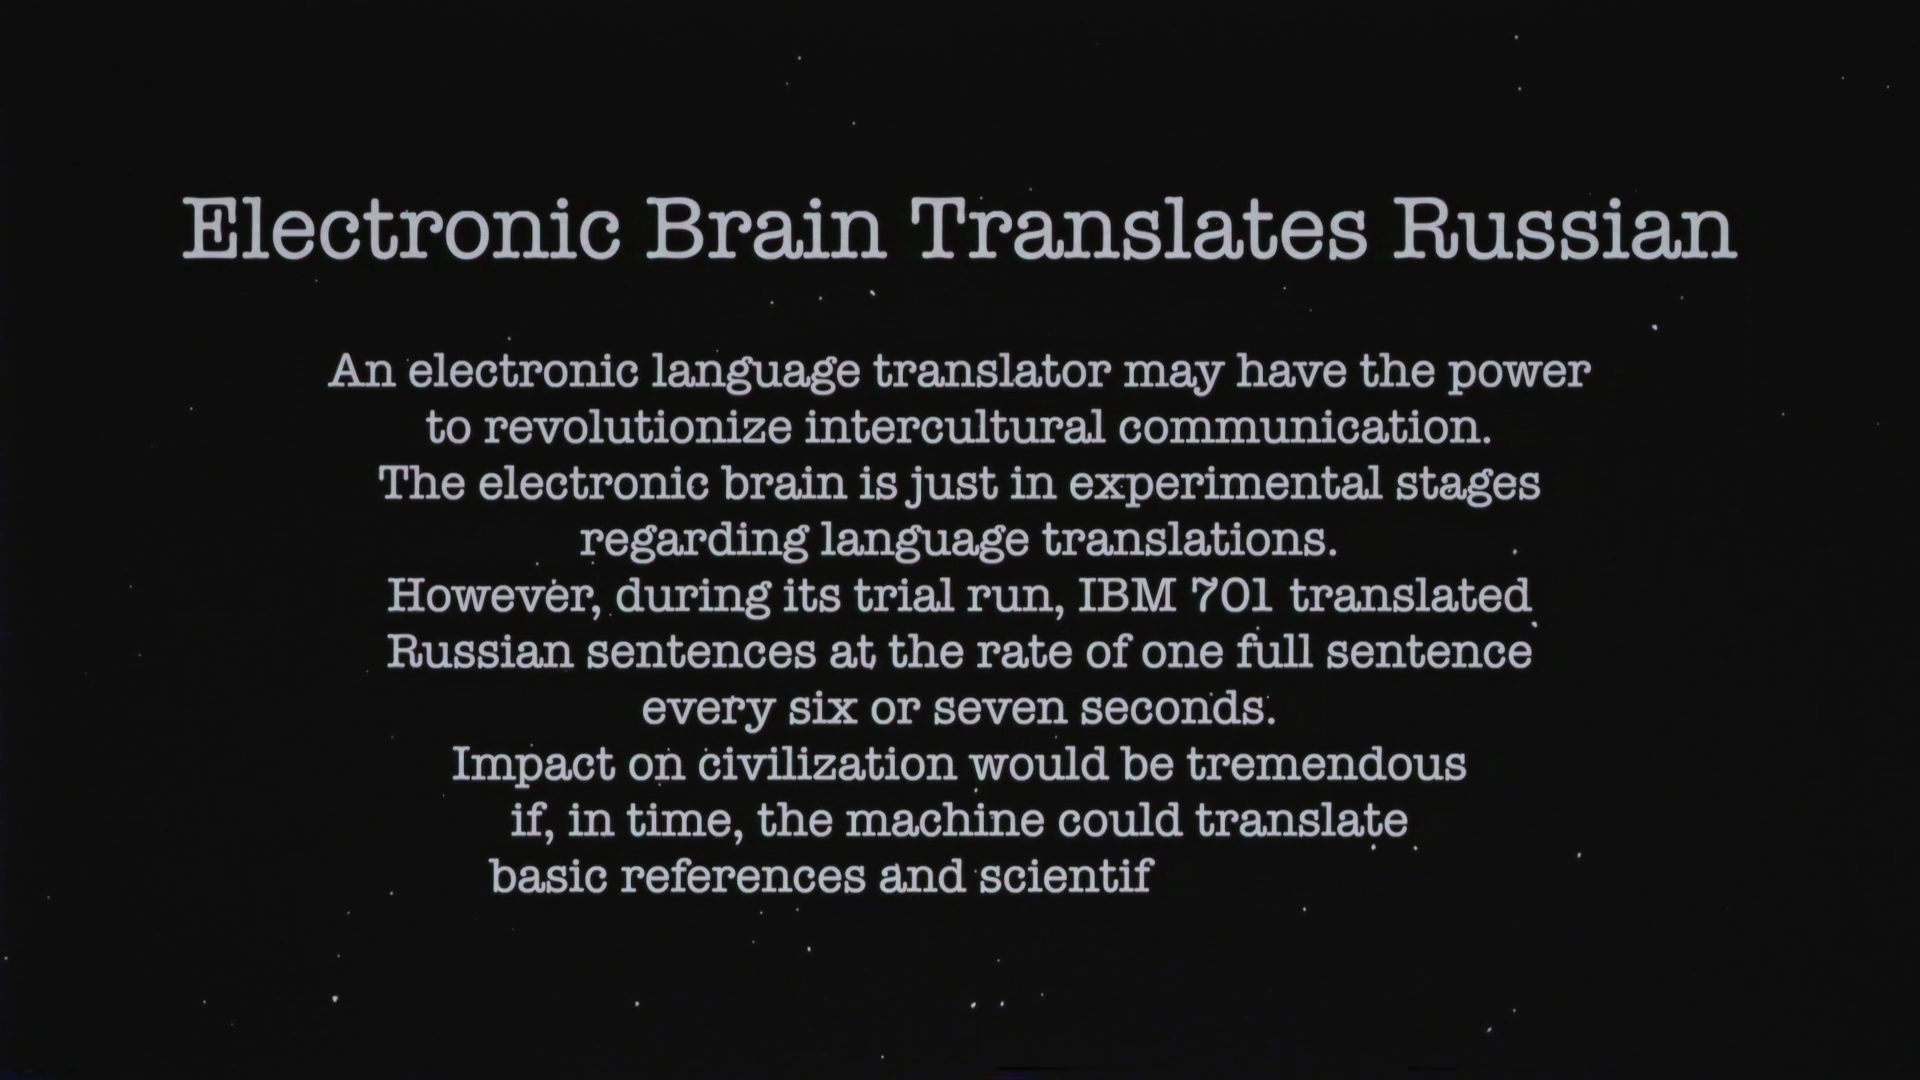 Electronic Brain Translates Russian
An electronic language translator may have the power
to revolutionize intercultural communication.
The electronic brain is just in experimental stages
regarding language translations.
However, during its trial run, IBM 701 translated
Russian sentences at the rate of one full sentence
every six or seven seconds.
Impact on civilization would be tremendous
if, in time, the machine could translate
basic references and scientif